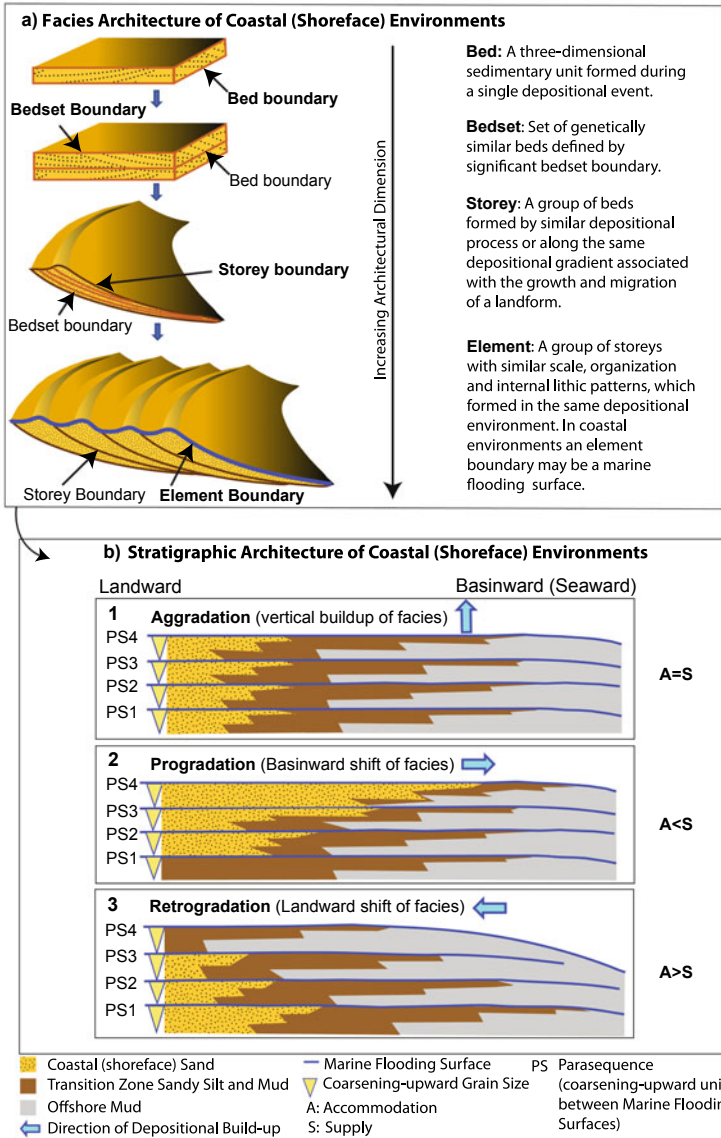 a) Facies Architecture of Coastal (Shoreface) Environments
Bed boundary
Bedset Boundary
Bed boundary
Storey boundary
Bedset boundary
Storey Boundary
Element Boundary
Increasing Architectural Dimension
Bed: A three-dimensional
sedimentary unit formed during
a single depositional event.
Bedset: Set of genetically
similar beds defined by
significant bedset boundary.
Storey: A group of beds
formed by similar depositional
process or along the same
depositional gradient associated
with the growth and migration
of a landform.
Element: A group of storeys
with similar scale, organization
and internal lithic patterns, which
formed in the same depositional
environment. In coastal
environments an element
boundary may be a marine
flooding surface.
b) Stratigraphic Architecture of Coastal (Shoreface) Environments
Landward
Basinward (Seaward)
1 Aggradation (vertical buildup of facies)
PS4
PS3
PS2
PS1
A=S
2 Progradation (Basinward shift of facies)
PS4
PS3
PS2
PS1
A<S
3 Retrogradation (Landward shift of facies)
PS4
PS3
PS2
PS1
A>S
Coastal (shoreface) Sand
Transition Zone Sandy Silt and Mud
Offshore Mud
Direction of Depositional Build-up
Marine Flooding Surface
Coarsening-upward Grain Size
A: Accommodation
S: Supply
PS Parasequence
(coarsening-upward uni
between Marine Floodin
Surfaces)